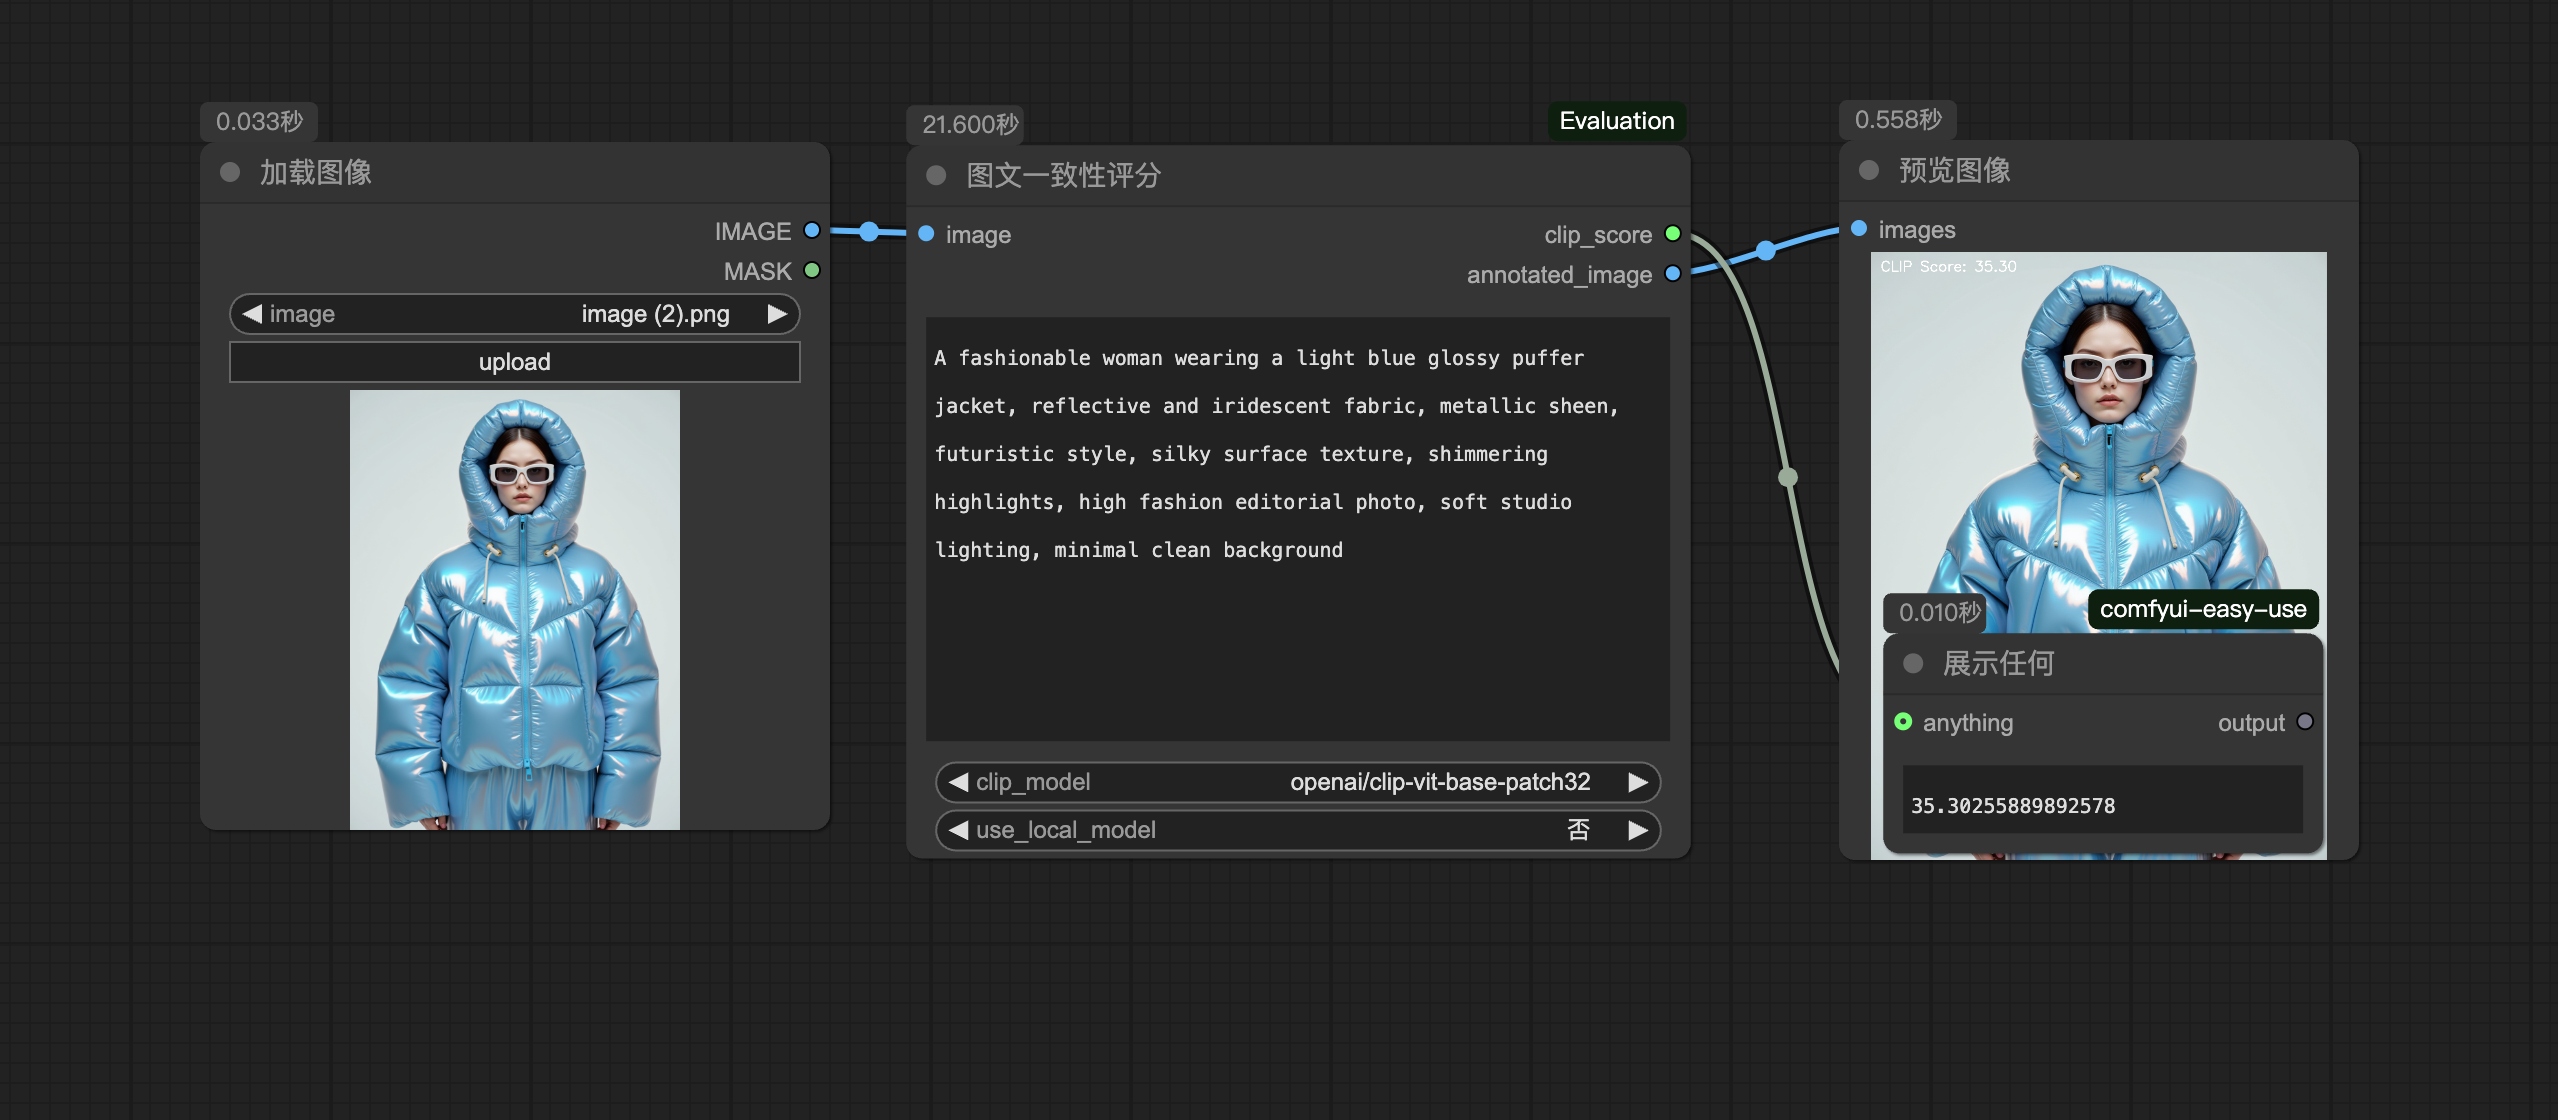 0.033秒
加载图像
IMAGE
MASK
image image (2).png
upload
21.600秒
Evaluation
图文一致性评分
image
clip_score
annotated_image
A fashionable woman wearing a light blue glossy puffer
jacket, reflective and iridescent fabric, metallic sheen,
futuristic style, silky surface texture, shimmering
highlights, high fashion editorial photo, soft studio
lighting, minimal clean background
clip_model openai/clip-vit-base-patch32
use_local_model 否
0.558秒
预览图像
images
CLIP Score: 35.30
0.010秒
comfyui-easy-use
展示任何
anything output
35.30255889892578